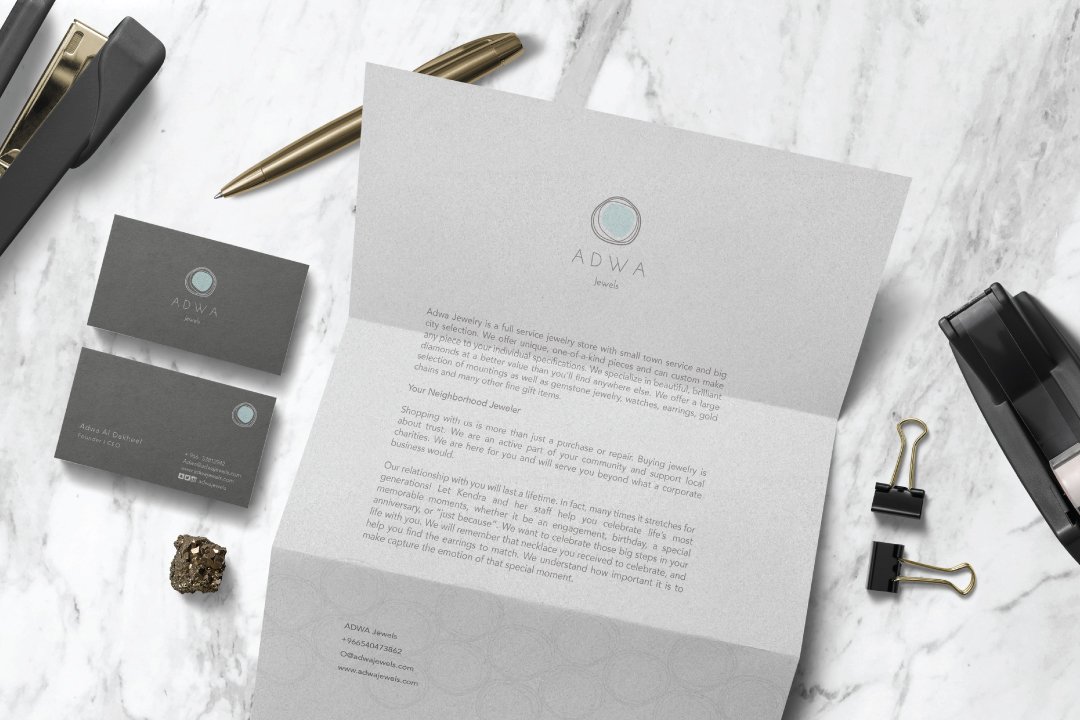 ADWA
Jewels
Adwa Al Dakheel
Founder | CEO
adwajewels
ADWA
Jewels
Adwa Jewelry is a full service jewelry store with small town service and big
city selection. We offer unique, one-of-a-kind pieces and can custom make
any piece to your individual specifications. We specialize in beautiful, brilliant
diamonds at a better value than you'll find anywhere else. We offer a large
selection of mountings as well as gemstone jewelry, watches, earrings, gold
chains and many other fine gift items.
Your Neighborhood Jeweler
Shopping with us is more than just a purchase or repair. Buying jewelry is
about trust. We are an active part of your community and support local
charities. We are here for you and will serve you beyond what a corporate
business would.
Our relationship with you will last a lifetime. In fact, many times it stretches for
generations! Let Kendra and her staff help you celebrate life's most
memorable moments, whether it be an engagement, birthday, a special
anniversary, or "just because". We want to celebrate those big steps in your
life with you. We will remember that necklace you received to celebrate, and
help you find the earrings to match. We understand how important it is to
make capture the emotion of that special moment.
ADWA Jewels
+966540473862
O@adwajewels.com
www.adwajewels.com